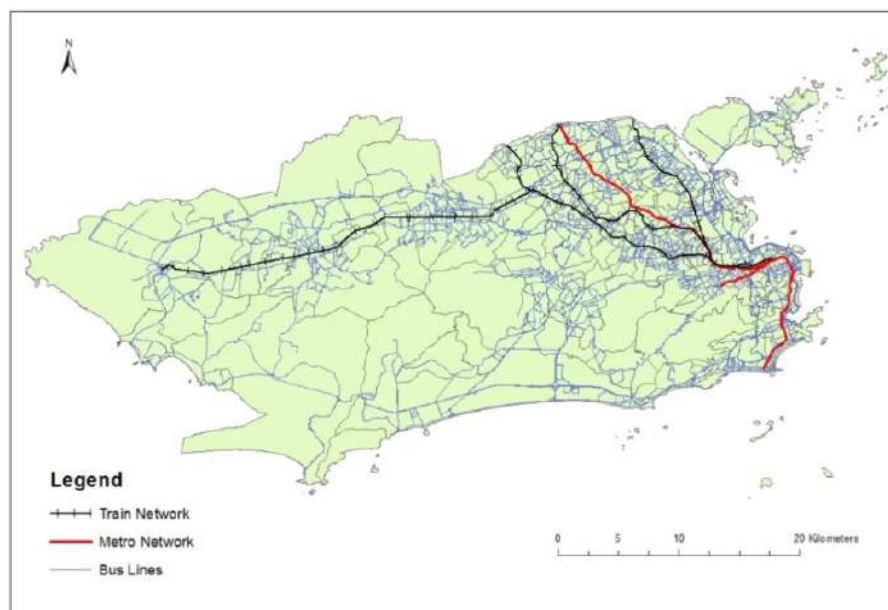 N
Legend
Train Network
Metro Network
Bus Lines
0 5 10 20 Kilometers